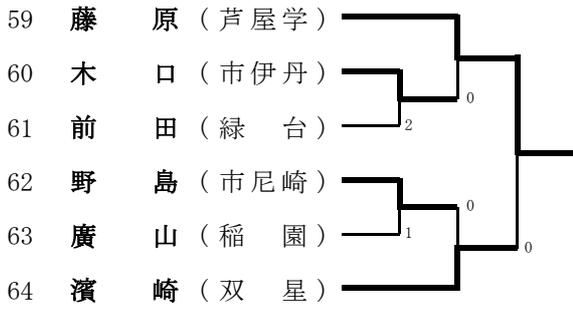 59 藤 原 (芦屋学)
60 木 口 (市伊丹)
0
61 前 田 (緑 台)
2
62 野 島 (市尼崎)
0
63 廣 山 (稲 園)
1
0
64 濱 崎 (双 星)